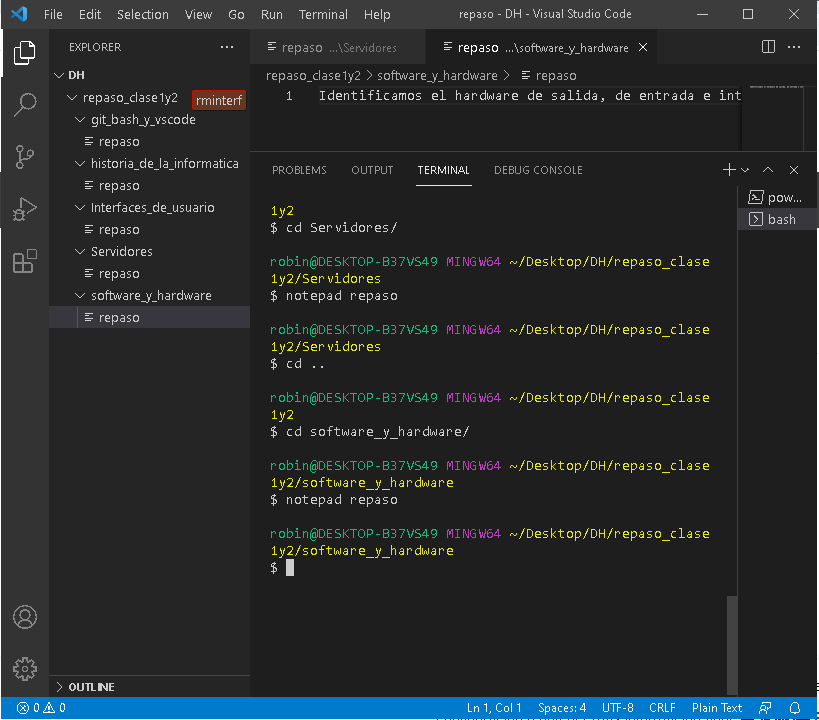 File Edit Selection View Go Run Terminal Help repaso - DH - Visual Studio Code
EXPLORER
DH
repaso_clase1y2
rminterf
git_bash_y_vscode
repaso
historia_de_la_informatica
repaso
Interfaces_de_usuario
repaso
Servidores
repaso
software_y_hardware
repaso
OUTLINE
repaso ...\Servidores
repaso ...\software_y_hardware
repaso_clase1y2 > software_y_hardware > repaso
1 Identificamos el hardware de salida, de entrada e int
PROBLEMS OUTPUT TERMINAL DEBUG CONSOLE
1y2
$ cd Servidores/
robin@DESKTOP-B37VS49 MINGW64 ~/Desktop/DH/repaso_clase
1y2/Servidores
$ notepad repaso
robin@DESKTOP-B37VS49 MINGW64 ~/Desktop/DH/repaso_clase
1y2/Servidores
$ cd ..
robin@DESKTOP-B37VS49 MINGW64 ~/Desktop/DH/repaso_clase
1y2
$ cd software_y_hardware/
robin@DESKTOP-B37VS49 MINGW64 ~/Desktop/DH/repaso_clase
1y2/software_y_hardware
$ notepad repaso
robin@DESKTOP-B37VS49 MINGW64 ~/Desktop/DH/repaso_clase
1y2/software_y_hardware
$
pow...
bash
0 0 Ln 1, Col 1 Spaces: 4 UTF-8 CRLF Plain Text